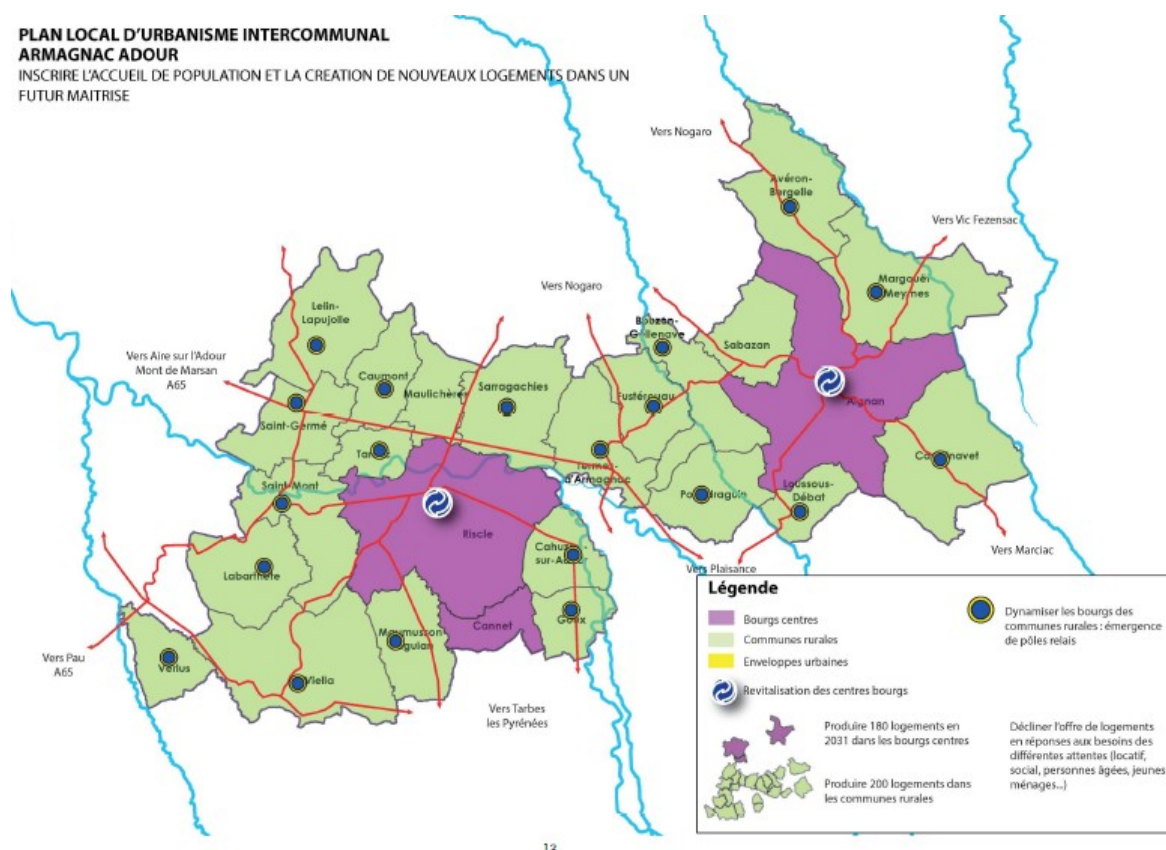 PLAN LOCAL D'URBANISME INTERCOMMUNAL
ARMAGNAC ADOUR
INSCRIRE L'ACCUEIL DE POPULATION ET LA CREATION DE NOUVEAUX LOGEMENTS DANS UN
FUTUR MAITRISE
Vers Nogaro
Avéron-
Bergelle
Vers Vic Fezensac
Margouët
Meymes
Vers Nogaro
Lelin-
Lapujolle
Sabazan
Vers Aire sur l'Adour
Mont de Marsan
A65
Caumont
Maulichères
Sarragachies
Fustérouau
Aignan
Saint-Germé
d'Armagnac
Saint-Mont
Loussous-
Débat
Riscle
Vers Marciac
sur-Adour
Vers Plaisance
Labarthète
Goux
Cannet
Vers Pau
A65
Verlus
Viella
Vers Tarbes
les Pyrénées
Légende
Bourgs centres
Communes rurales
Enveloppes urbaines
Revitalisation des centres bourgs
Dynamiser les bourgs des
communes rurales : émergence
de pôles relais
Produire 180 logements en
2031 dans les bourgs centres
Produire 200 logements dans
les communes rurales
Décliner l'offre de logements
en réponses aux besoins des
différentes attentes (locatif,
social, personnes âgées, jeunes
ménages...)
13